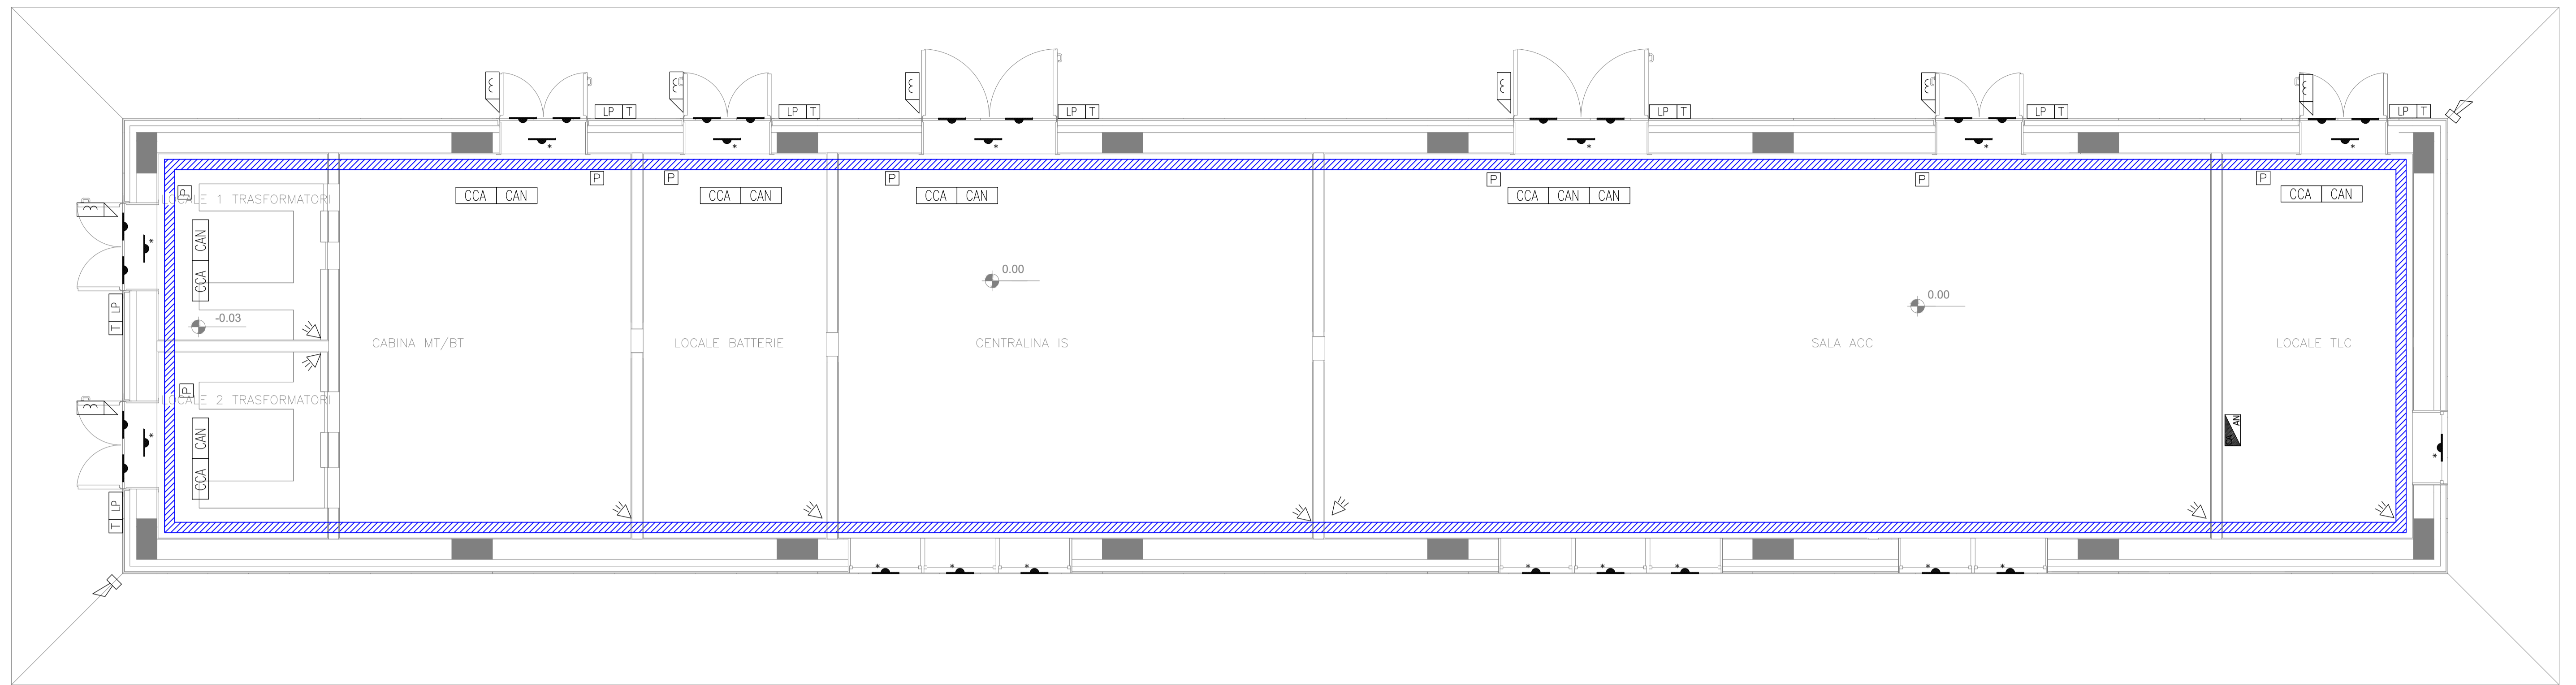 LP T
LP T
LP T
LP T
LP T
LP T
P
P
P
P
P
P
P
LOCALE 1 TRASFORMATORI
CCA CAN
CCA CAN
CCA CAN
CCA CAN CAN
CCA CAN
CCA CAN
0.00
0.00
-0.03
T LP
CABINA MT/BT
LOCALE BATTERIE
CENTRALINA IS
SALA ACC
LOCALE TLC
P
LOCALE 2 TRASFORMATORI
CCA CAN
CA AN
T LP